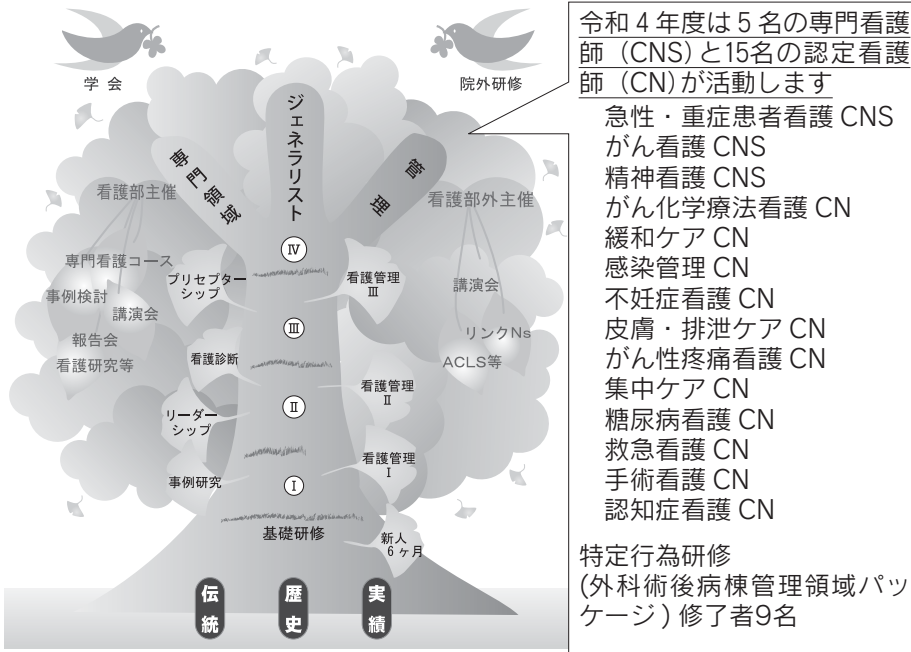 学 会
院外研修
ジェネラリスト
専門領域
管理
看護部主催
専門看護コース
事例検討
講演会
報告会
看護研究等
看護部外主催
講演会
リンクNs
ACLS等
Ⅳ
プリセプター
シップ
看護管理
Ⅲ
Ⅲ
看護診断
看護管理
Ⅱ
Ⅱ
リーダー
シップ
看護管理
Ⅰ
事例研究
Ⅰ
基礎研修
新人
6ヶ月
伝統
歴史
実績
令和４年度は５名の専門看護
師（CNS）と15名の認定看護
師（CN）が活動します
急性・重症患者看護 CNS
がん看護 CNS
精神看護 CNS
がん化学療法看護 CN
緩和ケア CN
感染管理 CN
不妊症看護 CN
皮膚・排泄ケア CN
がん性疼痛看護 CN
集中ケア CN
糖尿病看護 CN
救急看護 CN
手術看護 CN
認知症看護 CN
特定行為研修
(外科術後病棟管理領域パッ
ケージ) 修了者9名